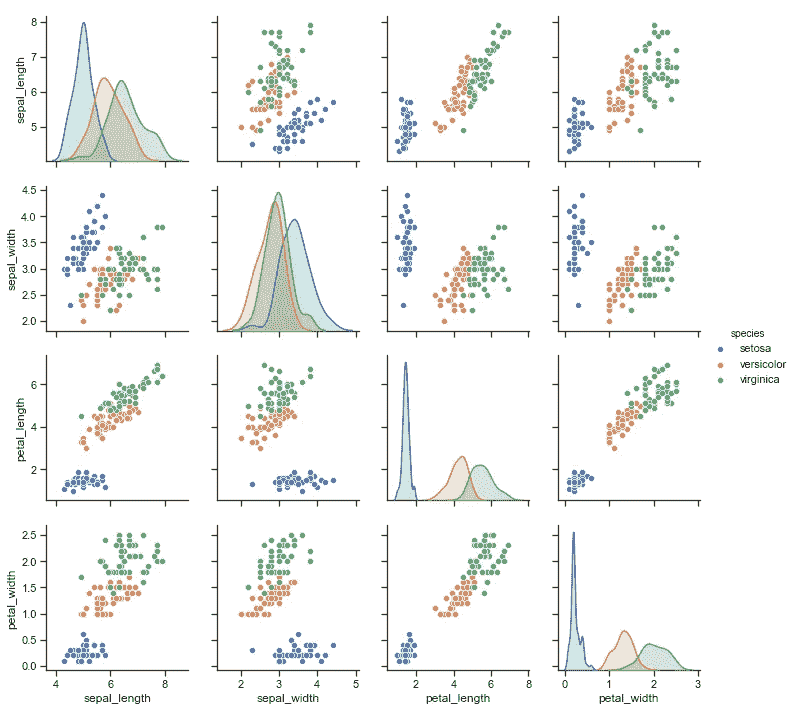 8
7
6
5
sepal_length
4.5
4.0
3.5
3.0
2.5
2.0
sepal_width
species
setosa
versicolor
virginica
6
4
2
petal_length
2.5
2.0
1.5
1.0
0.5
0.0
petal_width
4 6 8
sepal_length
2 3 4 5
sepal_width
2 4 6 8
petal_length
0 1 2 3
petal_width